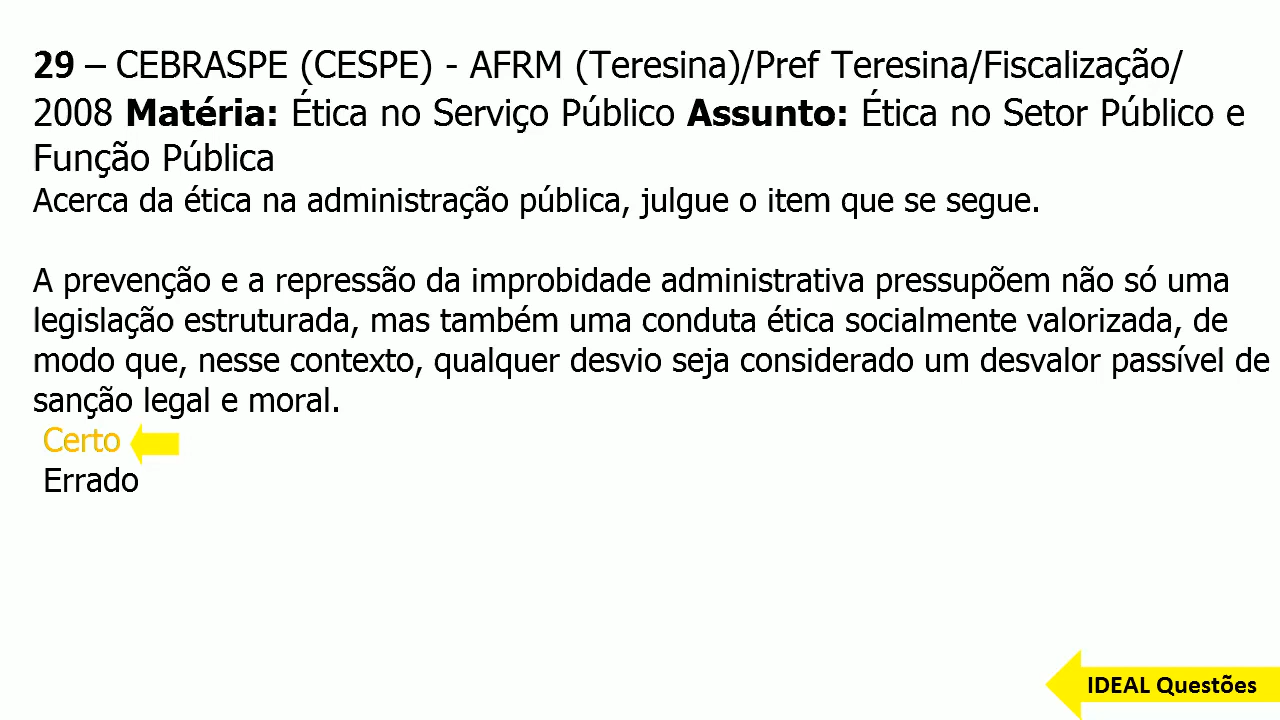 29 – CEBRASPE (CESPE) - AFRM (Teresina)/Pref Teresina/Fiscalização/
2008 Matéria: Ética no Serviço Público Assunto: Ética no Setor Público e
Função Pública
Acerca da ética na administração pública, julgue o item que se segue.
A prevenção e a repressão da improbidade administrativa pressupõem não só uma
legislação estruturada, mas também uma conduta ética socialmente valorizada, de
modo que, nesse contexto, qualquer desvio seja considerado um desvalor passível de
sanção legal e moral.
Certo
Errado
IDEAL Questões